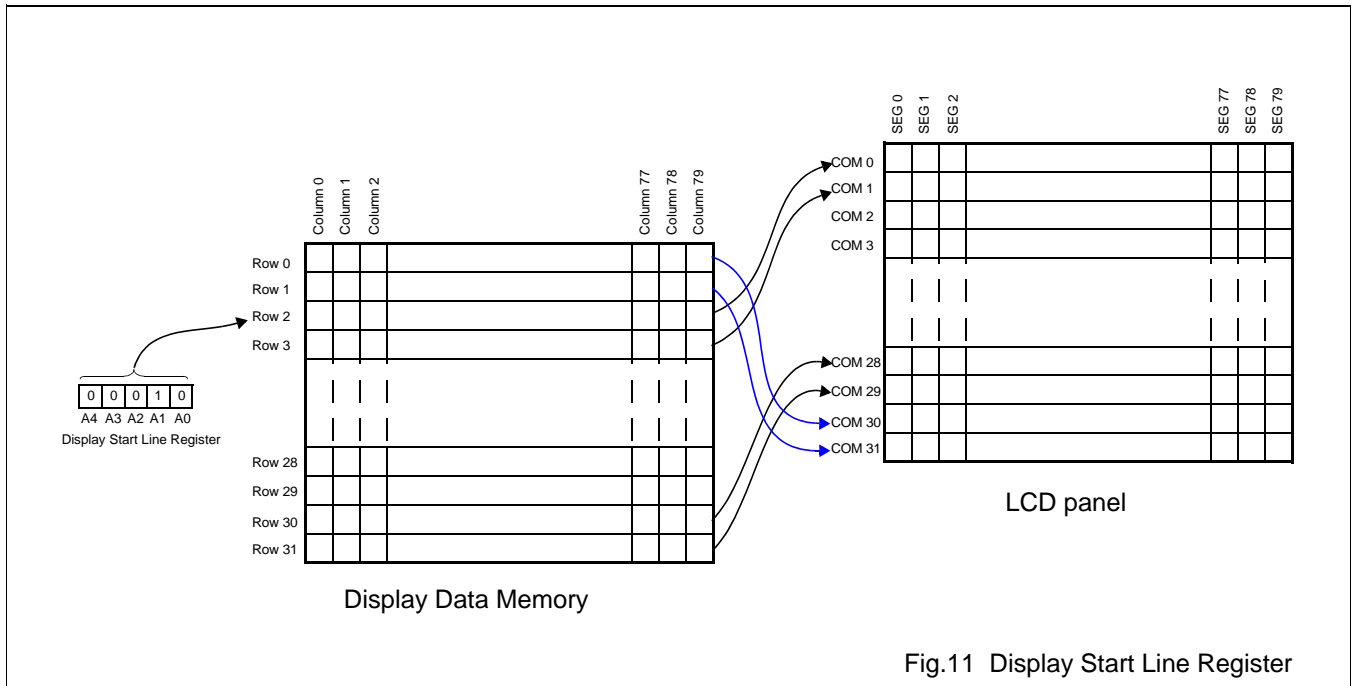 SEG 0
SEG 1
SEG 2
SEG 77
SEG 78
SEG 79
COM 0
COM 1
COM 2
COM 3
COM 28
COM 29
COM 30
COM 31
LCD panel
Column 0
Column 1
Column 2
Column 77
Column 78
Column 79
Row 0
Row 1
Row 2
Row 3
Row 28
Row 29
Row 30
Row 31
0 0 0 1 0
A4 A3 A2 A1 A0
Display Start Line Register
Display Data Memory
Fig.11 Display Start Line Register